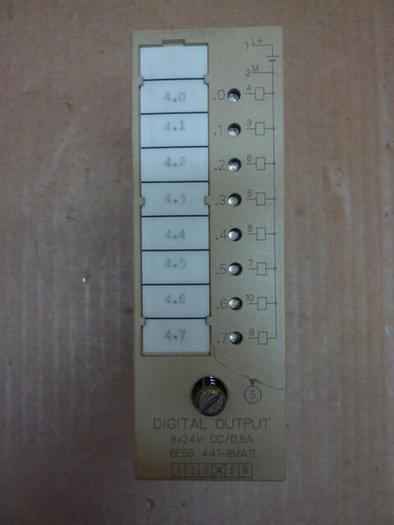 1 L+
2 M
4.0 .0 4
4.1 .1 3
4.2 .2 6
4.3 .3 5
4.4 .4 8
4.5 .5 7
4.6 .6 10
4.7 .7 9
5
DIGITAL OUTPUT
8x24V DC/0,5A
6ES5 441-8MA11
1 2 3 4 5 6